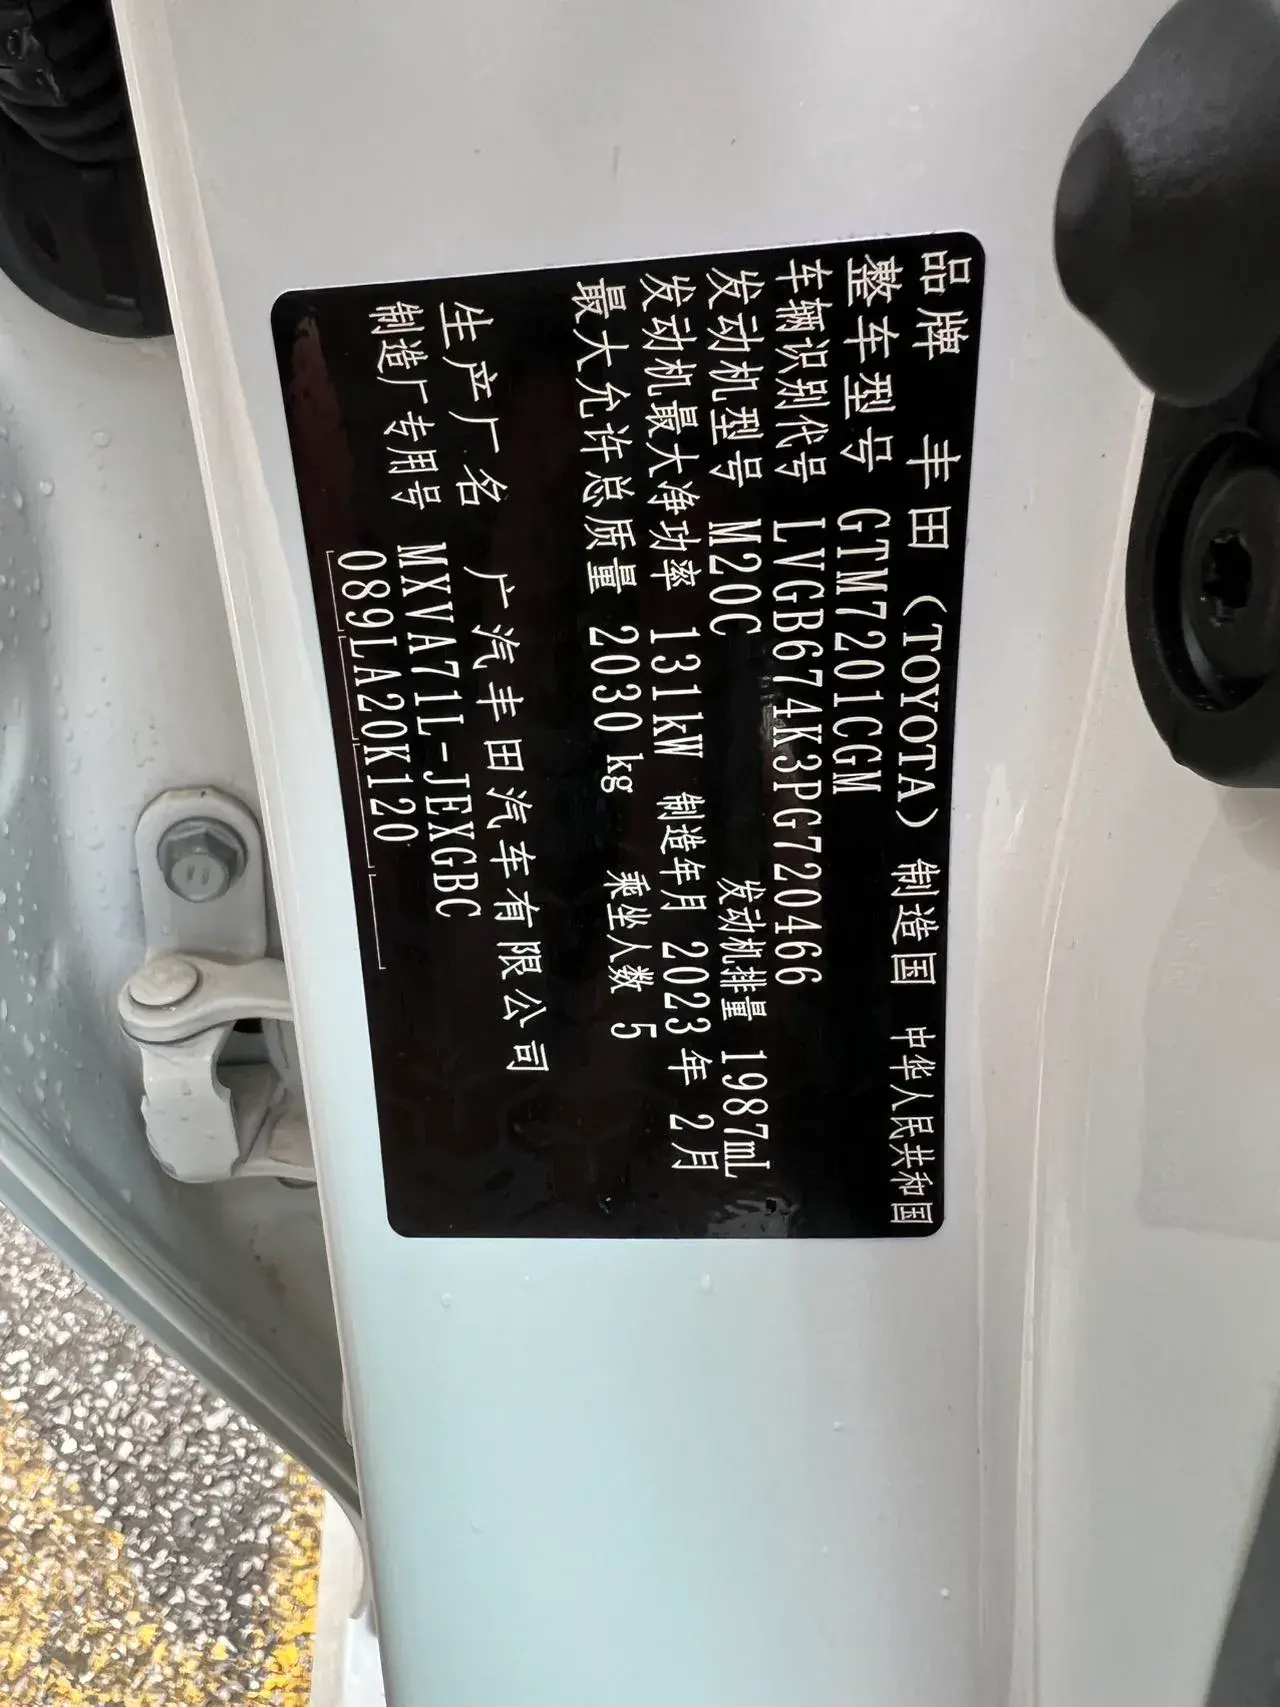 品牌 丰田 (TOYOTA) 制造国 中华人民共和国
整车型号 GTM7201CGM
车辆识别代号 LVGB674K3PG720466
发动机型号 M20C 发动机排量 1987mL
发动机最大净功率 131kW 制造年月 2023年 2月
最大允许总质量 2030 kg 乘坐人数 5
生产厂名 广汽丰田汽车有限公司
制造厂专用号 MXVA71L-JEXGBC
089LA20K120